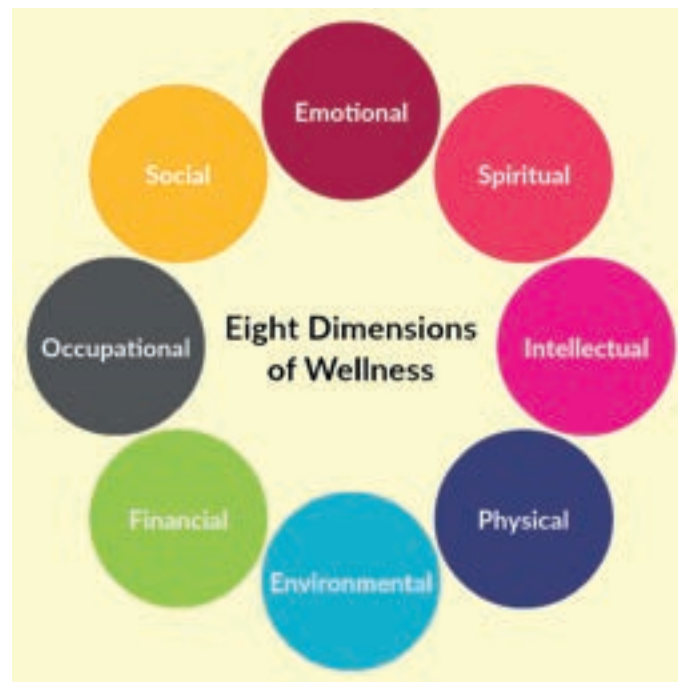 Emotional
Social
Spiritual
Occupational
Eight Dimensions
of Wellness
Intellectual
Financial
Physical
Environmental